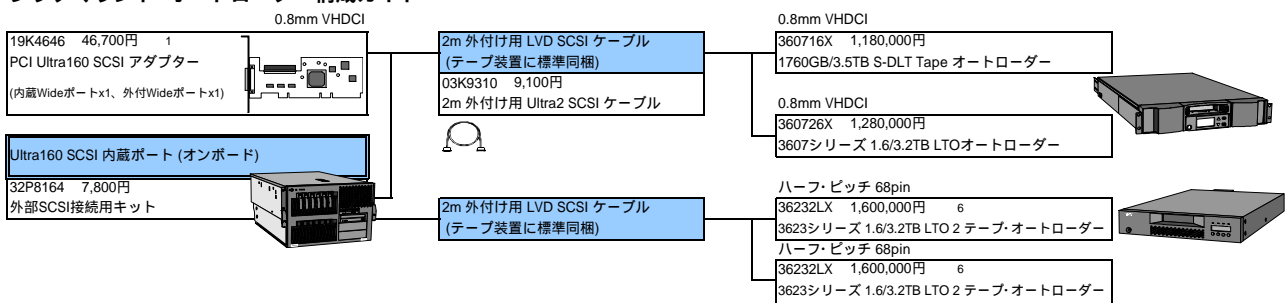 0.8mm VHDCI
19K4646 46,700円 1
PCI Ultra160 SCSI アダプター
(内蔵Wideポートx1、外付Wideポートx1)
Ultra160 SCSI 内蔵ポート (オンボード)
32P8164 7,800円
外部SCSI接続用キット
2m 外付け用 LVD SCSI ケーブル
(テープ装置に標準同梱)
03K9310 9,100円
2m 外付け用 Ultra2 SCSI ケーブル
2m 外付け用 LVD SCSI ケーブル
(テープ装置に標準同梱)
0.8mm VHDCI
360716X 1,180,000円
1760GB/3.5TB S-DLT Tape オートローダー
0.8mm VHDCI
360726X 1,280,000円
3607シリーズ 1.6/3.2TB LTOオートローダー
ハーフ・ピッチ 68pin
36232LX 1,600,000円 6
3623シリーズ 1.6/3.2TB LTO 2 テープ・オートローダー
ハーフ・ピッチ 68pin
36232LX 1,600,000円 6
3623シリーズ 1.6/3.2TB LTO 2 テープ・オートローダー